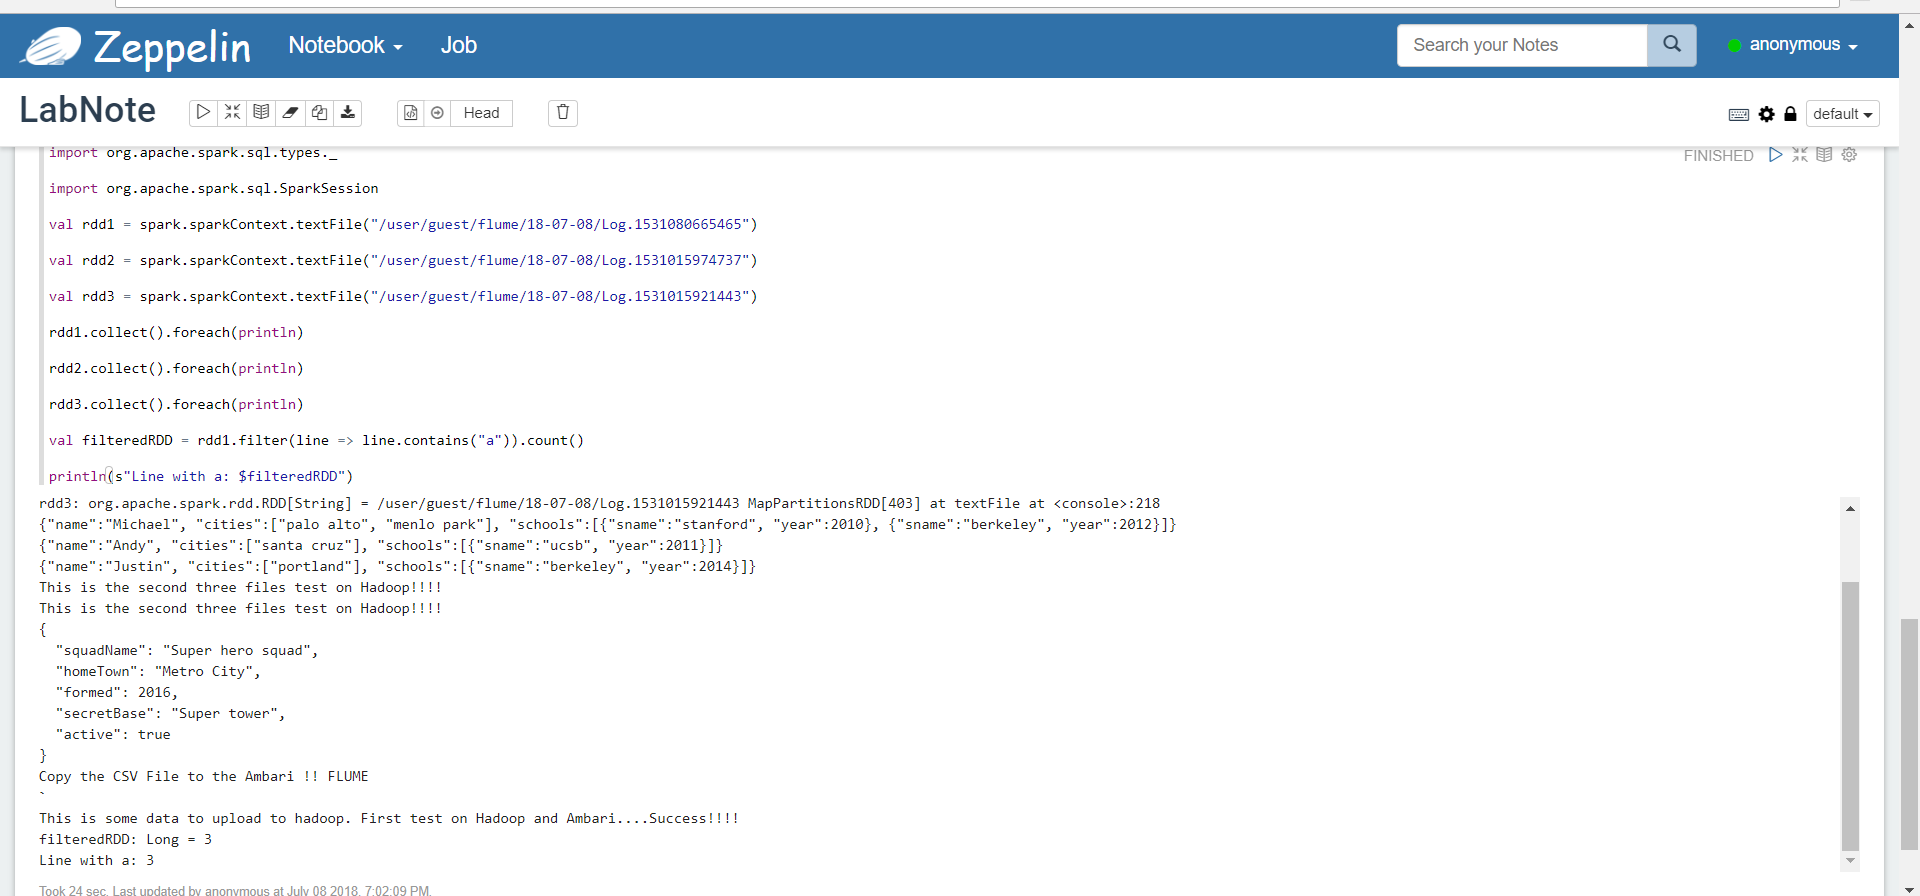 Zeppelin Notebook Job Search your Notes anonymous
LabNote Head default
import org.apache.spark.sql.types._
FINISHED
import org.apache.spark.sql.SparkSession
val rdd1 = spark.sparkContext.textFile("/user/guest/flume/18-07-08/Log.1531080665465")
val rdd2 = spark.sparkContext.textFile("/user/guest/flume/18-07-08/Log.1531015974737")
val rdd3 = spark.sparkContext.textFile("/user/guest/flume/18-07-08/Log.1531015921443")
rdd1.collect().foreach(println)
rdd2.collect().foreach(println)
rdd3.collect().foreach(println)
val filteredRDD = rdd1.filter(line => line.contains("a")).count()
println(s"Line with a: $filteredRDD")
rdd3: org.apache.spark.rdd.RDD[String] = /user/guest/flume/18-07-08/Log.1531015921443 MapPartitionsRDD[403] at textFile at <console>:218
{"name":"Michael", "cities":["palo alto", "menlo park"], "schools":[{"sname":"stanford", "year":2010}, {"sname":"berkeley", "year":2012}]}
{"name":"Andy", "cities":["santa cruz"], "schools":[{"sname":"ucsb", "year":2011}]}
{"name":"Justin", "cities":["portland"], "schools":[{"sname":"berkeley", "year":2014}]}
This is the second three files test on Hadoop!!!!
This is the second three files test on Hadoop!!!!
{
  "squadName": "Super hero squad",
  "homeTown": "Metro City",
  "formed": 2016,
  "secretBase": "Super tower",
  "active": true
}
Copy the CSV File to the Ambari !! FLUME
`
This is some data to upload to hadoop. First test on Hadoop and Ambari....Success!!!!
filteredRDD: Long = 3
Line with a: 3
Took 24 sec. Last updated by anonymous at July 08 2018, 7:02:09 PM.